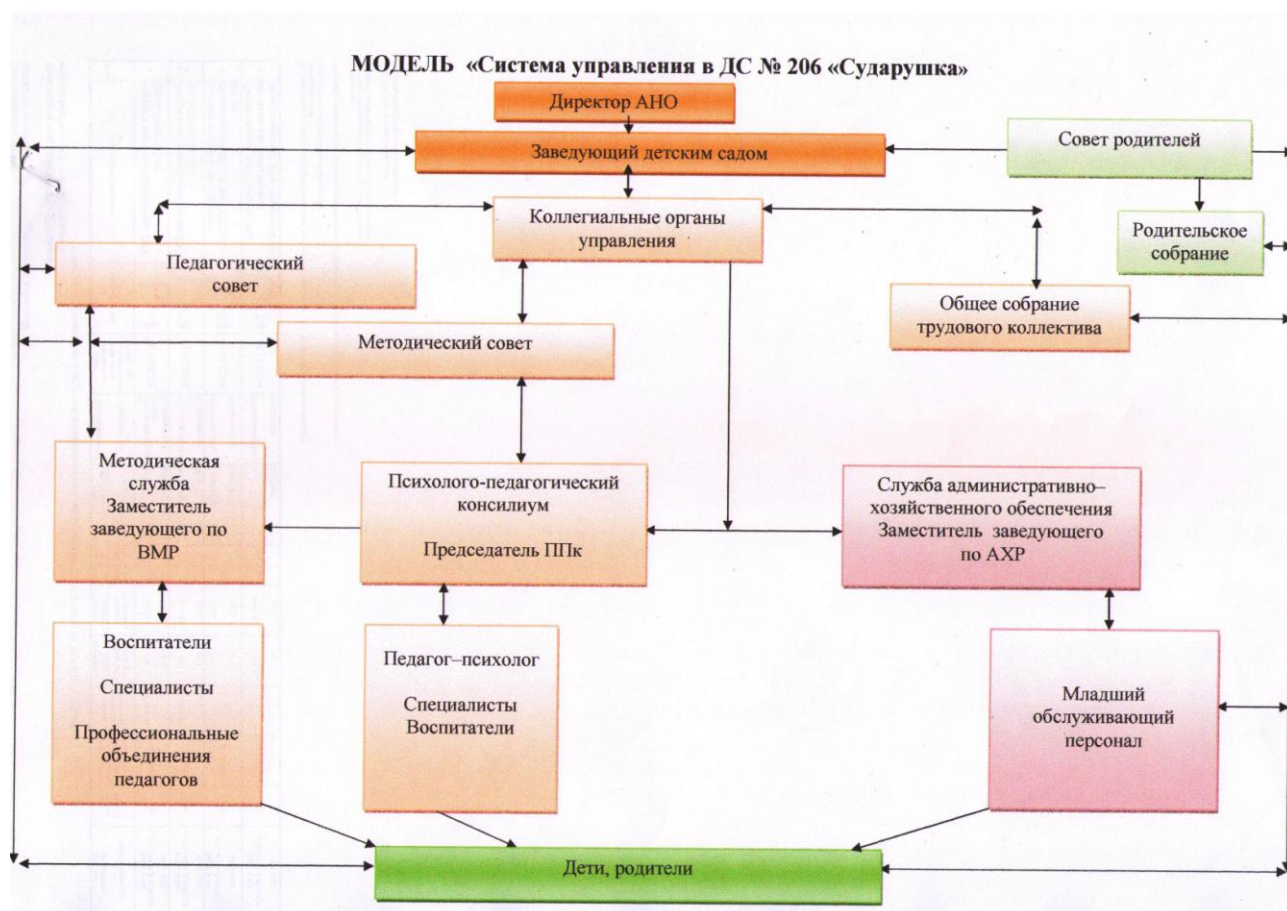 МОДЕЛЬ «Система управления в ДС № 206 «Сударушка»
Директор АНО
Заведующий детским садом
Совет родителей
Коллегиальные органы
управления
Родительское
собрание
Педагогический
совет
Общее собрание
трудового коллектива
Методический совет
Методическая
служба
Заместитель
заведующего по
ВМР
Психолого-педагогический
консилиум
Председатель ППк
Служба административно–
хозяйственного обеспечения
Заместитель заведующего
по АХР
Воспитатели
Специалисты
Профессиональные
объединения
педагогов
Педагог–психолог
Специалисты
Воспитатели
Младший
обслуживающий
персонал
Дети, родители